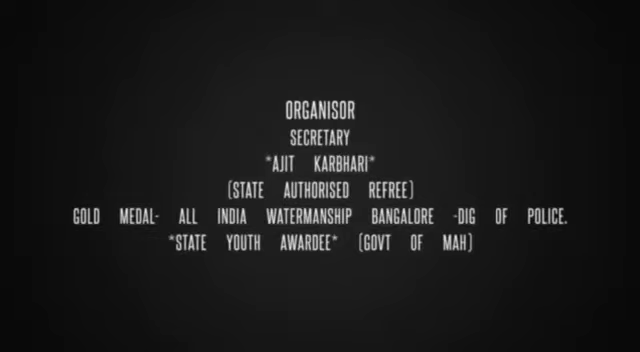 ORGANISOR
SECRETARY
*AJIT KARBHARI*
(STATE AUTHORISED REFREE)
GOLD MEDAL- ALL INDIA WATERMANSHIP BANGALORE -DIG OF POLICE.
*STATE YOUTH AWARDEE* (GOVT OF MAH)